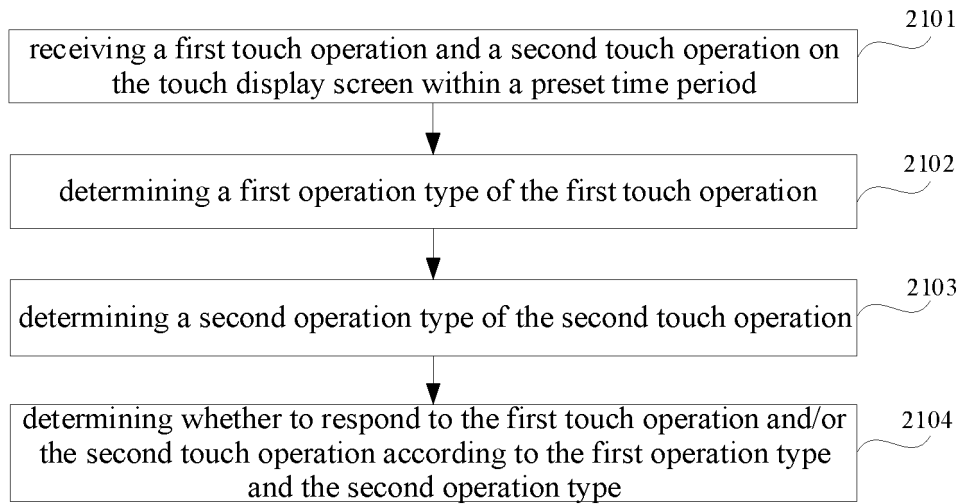 2101
receiving a first touch operation and a second touch operation on
the touch display screen within a preset time period
2102
determining a first operation type of the first touch operation
2103
determining a second operation type of the second touch operation
2104
determining whether to respond to the first touch operation and/or
the second touch operation according to the first operation type
and the second operation type